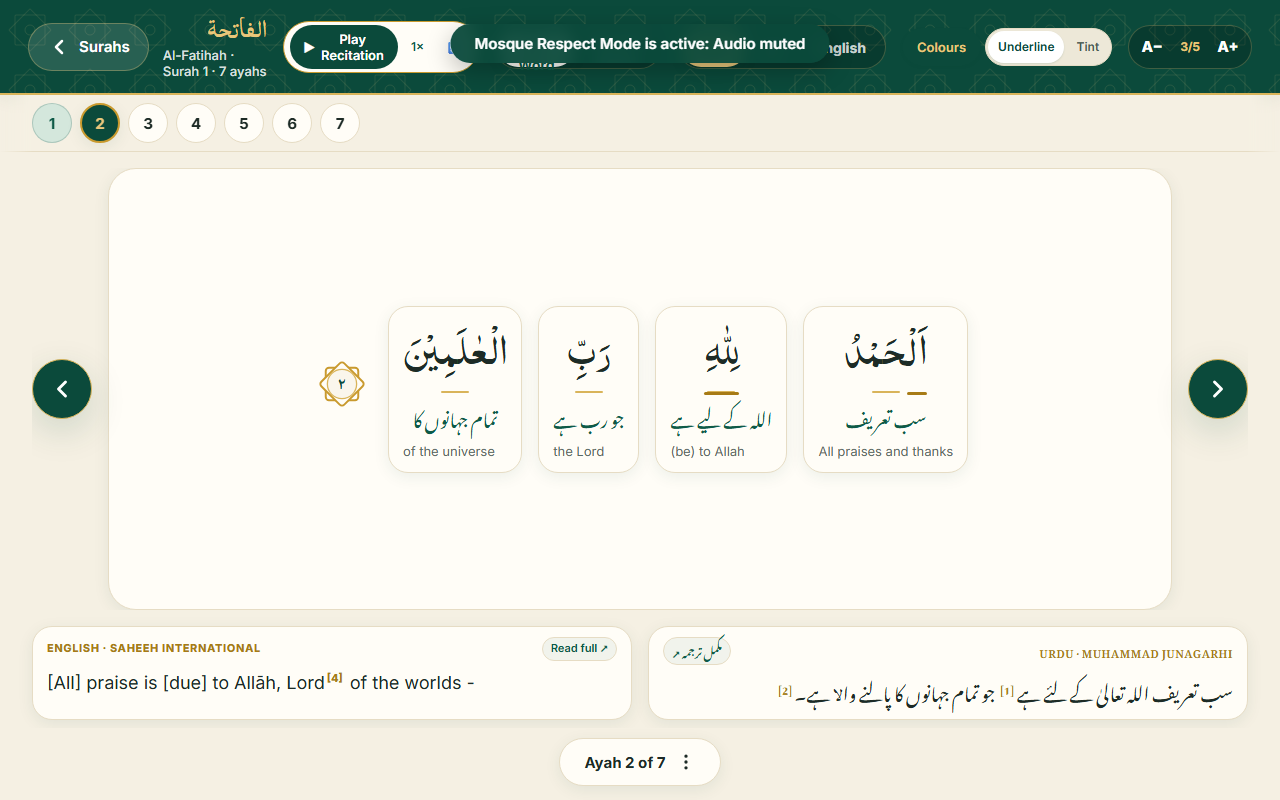 Surahs
الفاتحة
Al-Fatihah ·
Surah 1 · 7 ayahs
Play
Recitation
1×
Mosque Respect Mode is active: Audio muted
Colours
Underline
Tint
A−
3/5
A+
1
2
3
4
5
6
7
اَلْحَمْدُ
سب تعریف
All praises and thanks
لِلّٰهِ
اللہ کے لیے ہے
(be) to Allah
رَبِّ
جو رب ہے
the Lord
الْعٰلَمِيْنَ
تمام جہانوں کا
of the universe
٢
ENGLISH · SAHEEH INTERNATIONAL
Read full ↗
[All] praise is [due] to Allāh, Lord[4] of the worlds -
URDU · MUHAMMAD JUNAGARHI
مکمل ترجمہ ↗
سب تعریف اللہ تعالیٰ کے لئے ہے [1] جو تمام جہانوں کا پالنے والا ہے۔ [2]
Ayah 2 of 7